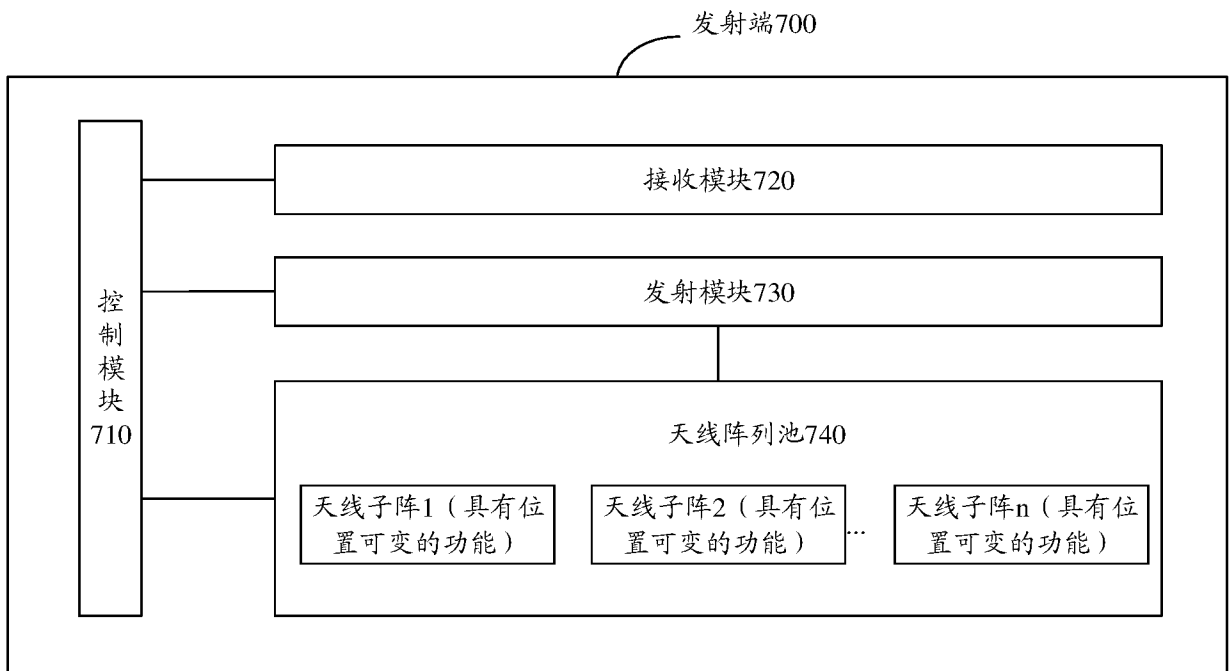 发射端700
接收模块720
发射模块730
控
制
模
块
710
天线阵列池740
天线子阵1（具有位
置可变的功能）
天线子阵2（具有位
置可变的功能）
...
天线子阵n（具有位
置可变的功能）